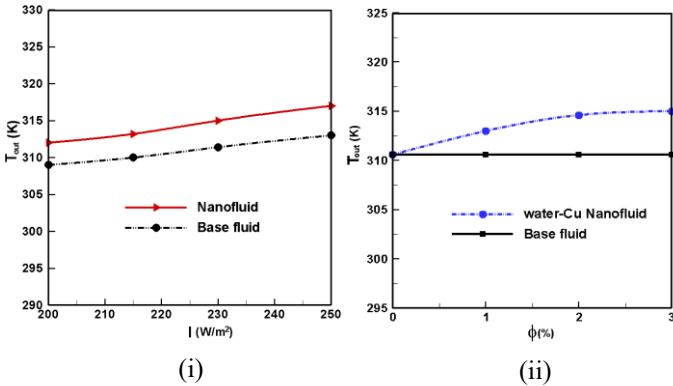 330
325
320
315
310
305
300
295
290
T_out (K)
Nanofluid
Base fluid
200 210 220 230 240 250
I (W/m²)
(i)
325
320
315
310
305
300
295
T_out (K)
water-Cu Nanofluid
Base fluid
0 1 2 3
ϕ(%)
(ii)